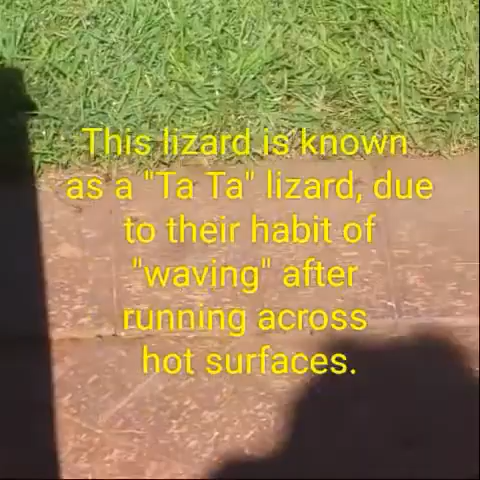 This lizard is known
as a "Ta Ta" lizard, due
to their habit of
"waving" after
running across
hot surfaces.